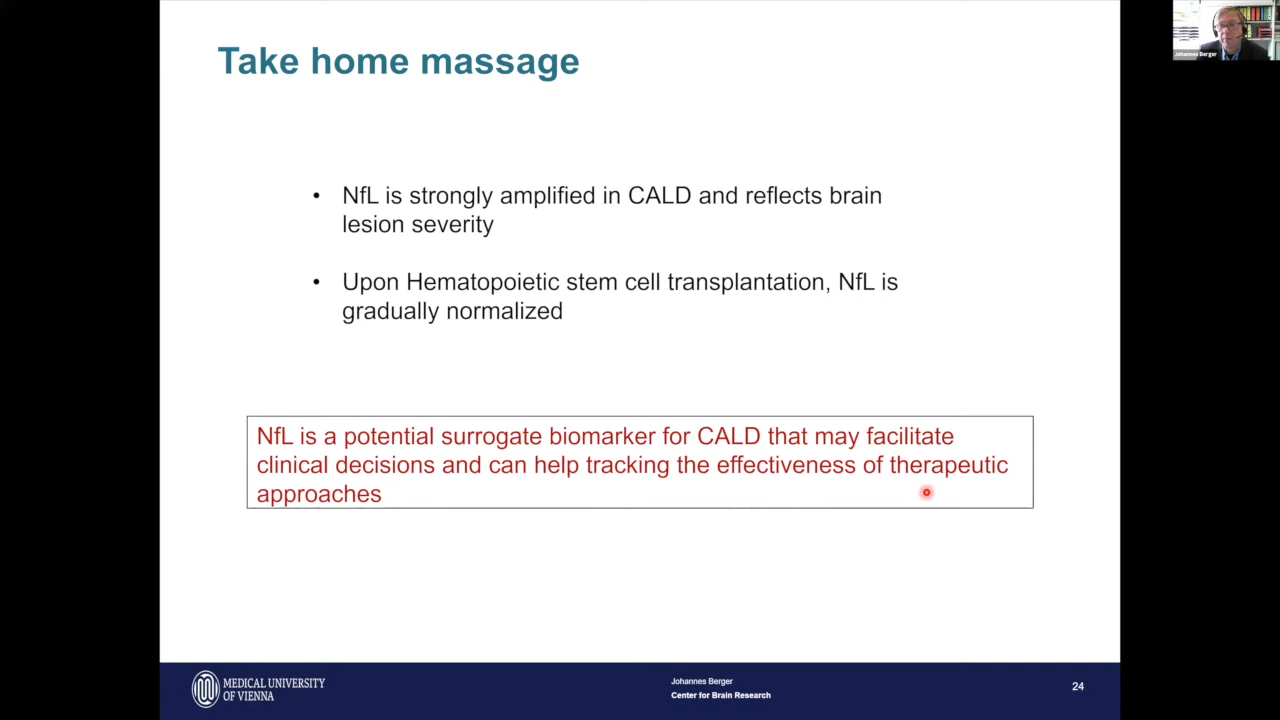 Take home massage
Johannes Berger
• NfL is strongly amplified in CALD and reflects brain
lesion severity
• Upon Hematopoietic stem cell transplantation, NfL is
gradually normalized
NfL is a potential surrogate biomarker for CALD that may facilitate
clinical decisions and can help tracking the effectiveness of therapeutic
approaches
MEDICAL UNIVERSITY
OF VIENNA
Johannes Berger
Center for Brain Research
24